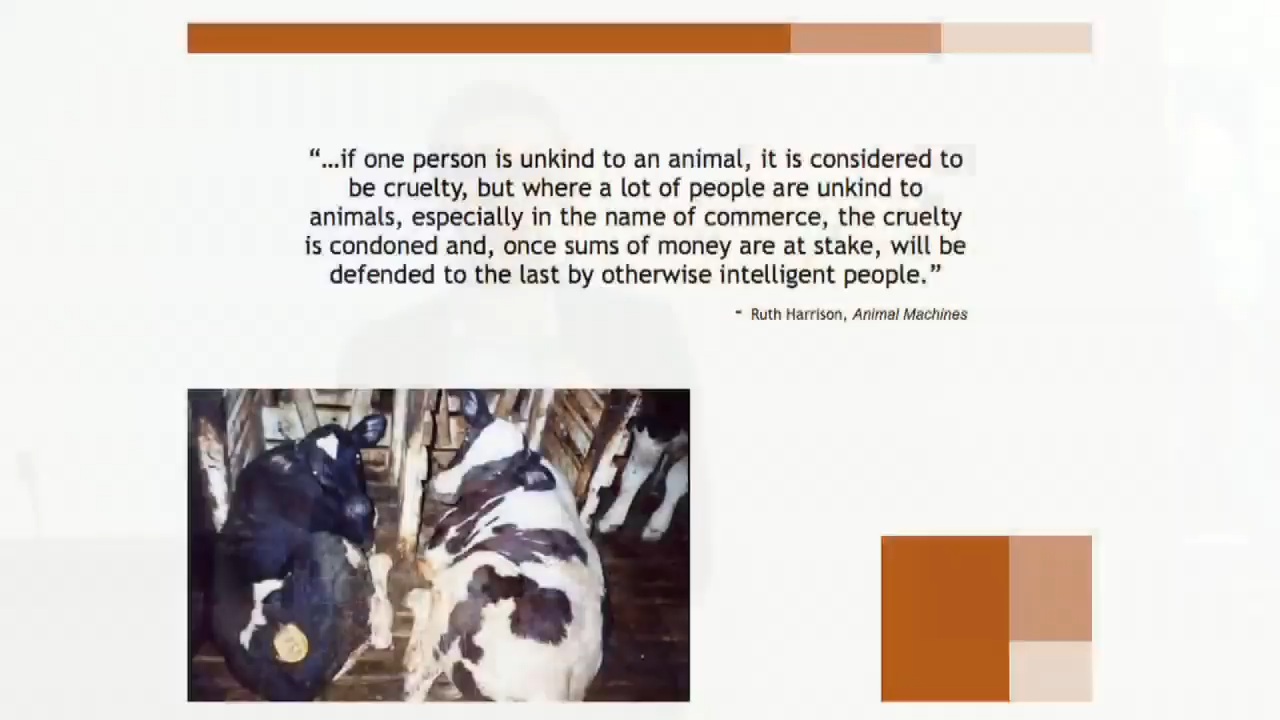 “...if one person is unkind to an animal, it is considered to
be cruelty, but where a lot of people are unkind to
animals, especially in the name of commerce, the cruelty
is condoned and, once sums of money are at stake, will be
defended to the last by otherwise intelligent people.”
- Ruth Harrison, Animal Machines